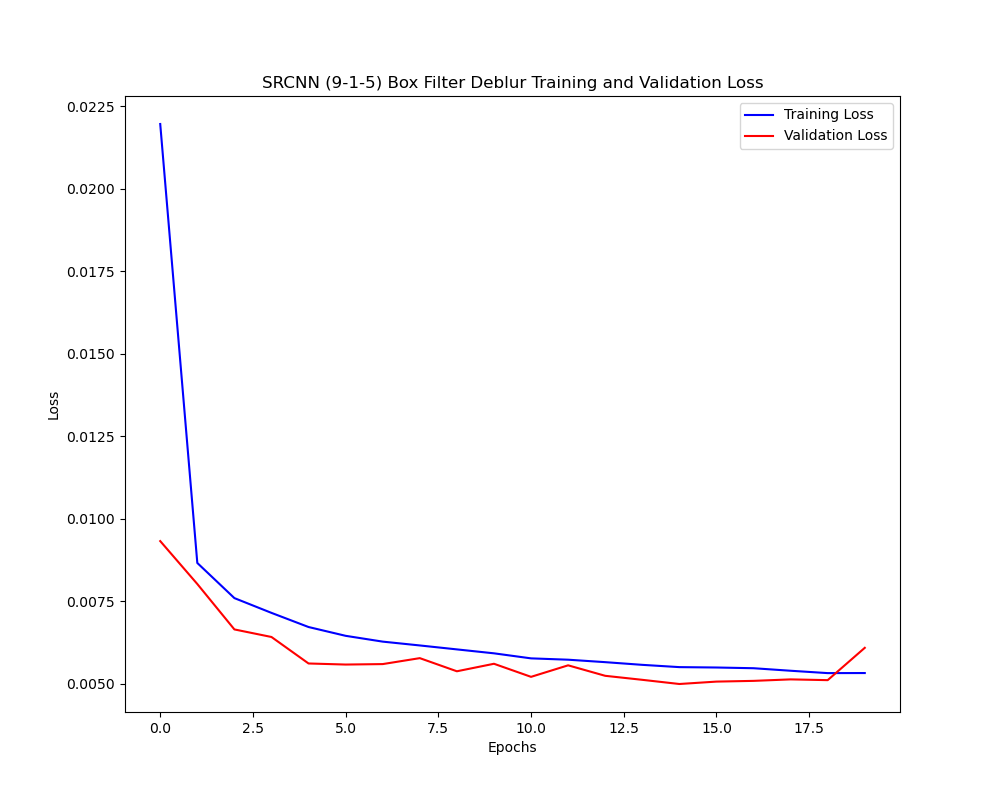 SRCNN (9-1-5) Box Filter Deblur Training and Validation Loss
Training Loss
Validation Loss
0.0225
0.0200
0.0175
0.0150
0.0125
0.0100
0.0075
0.0050
Loss
0.0 2.5 5.0 7.5 10.0 12.5 15.0 17.5
Epochs